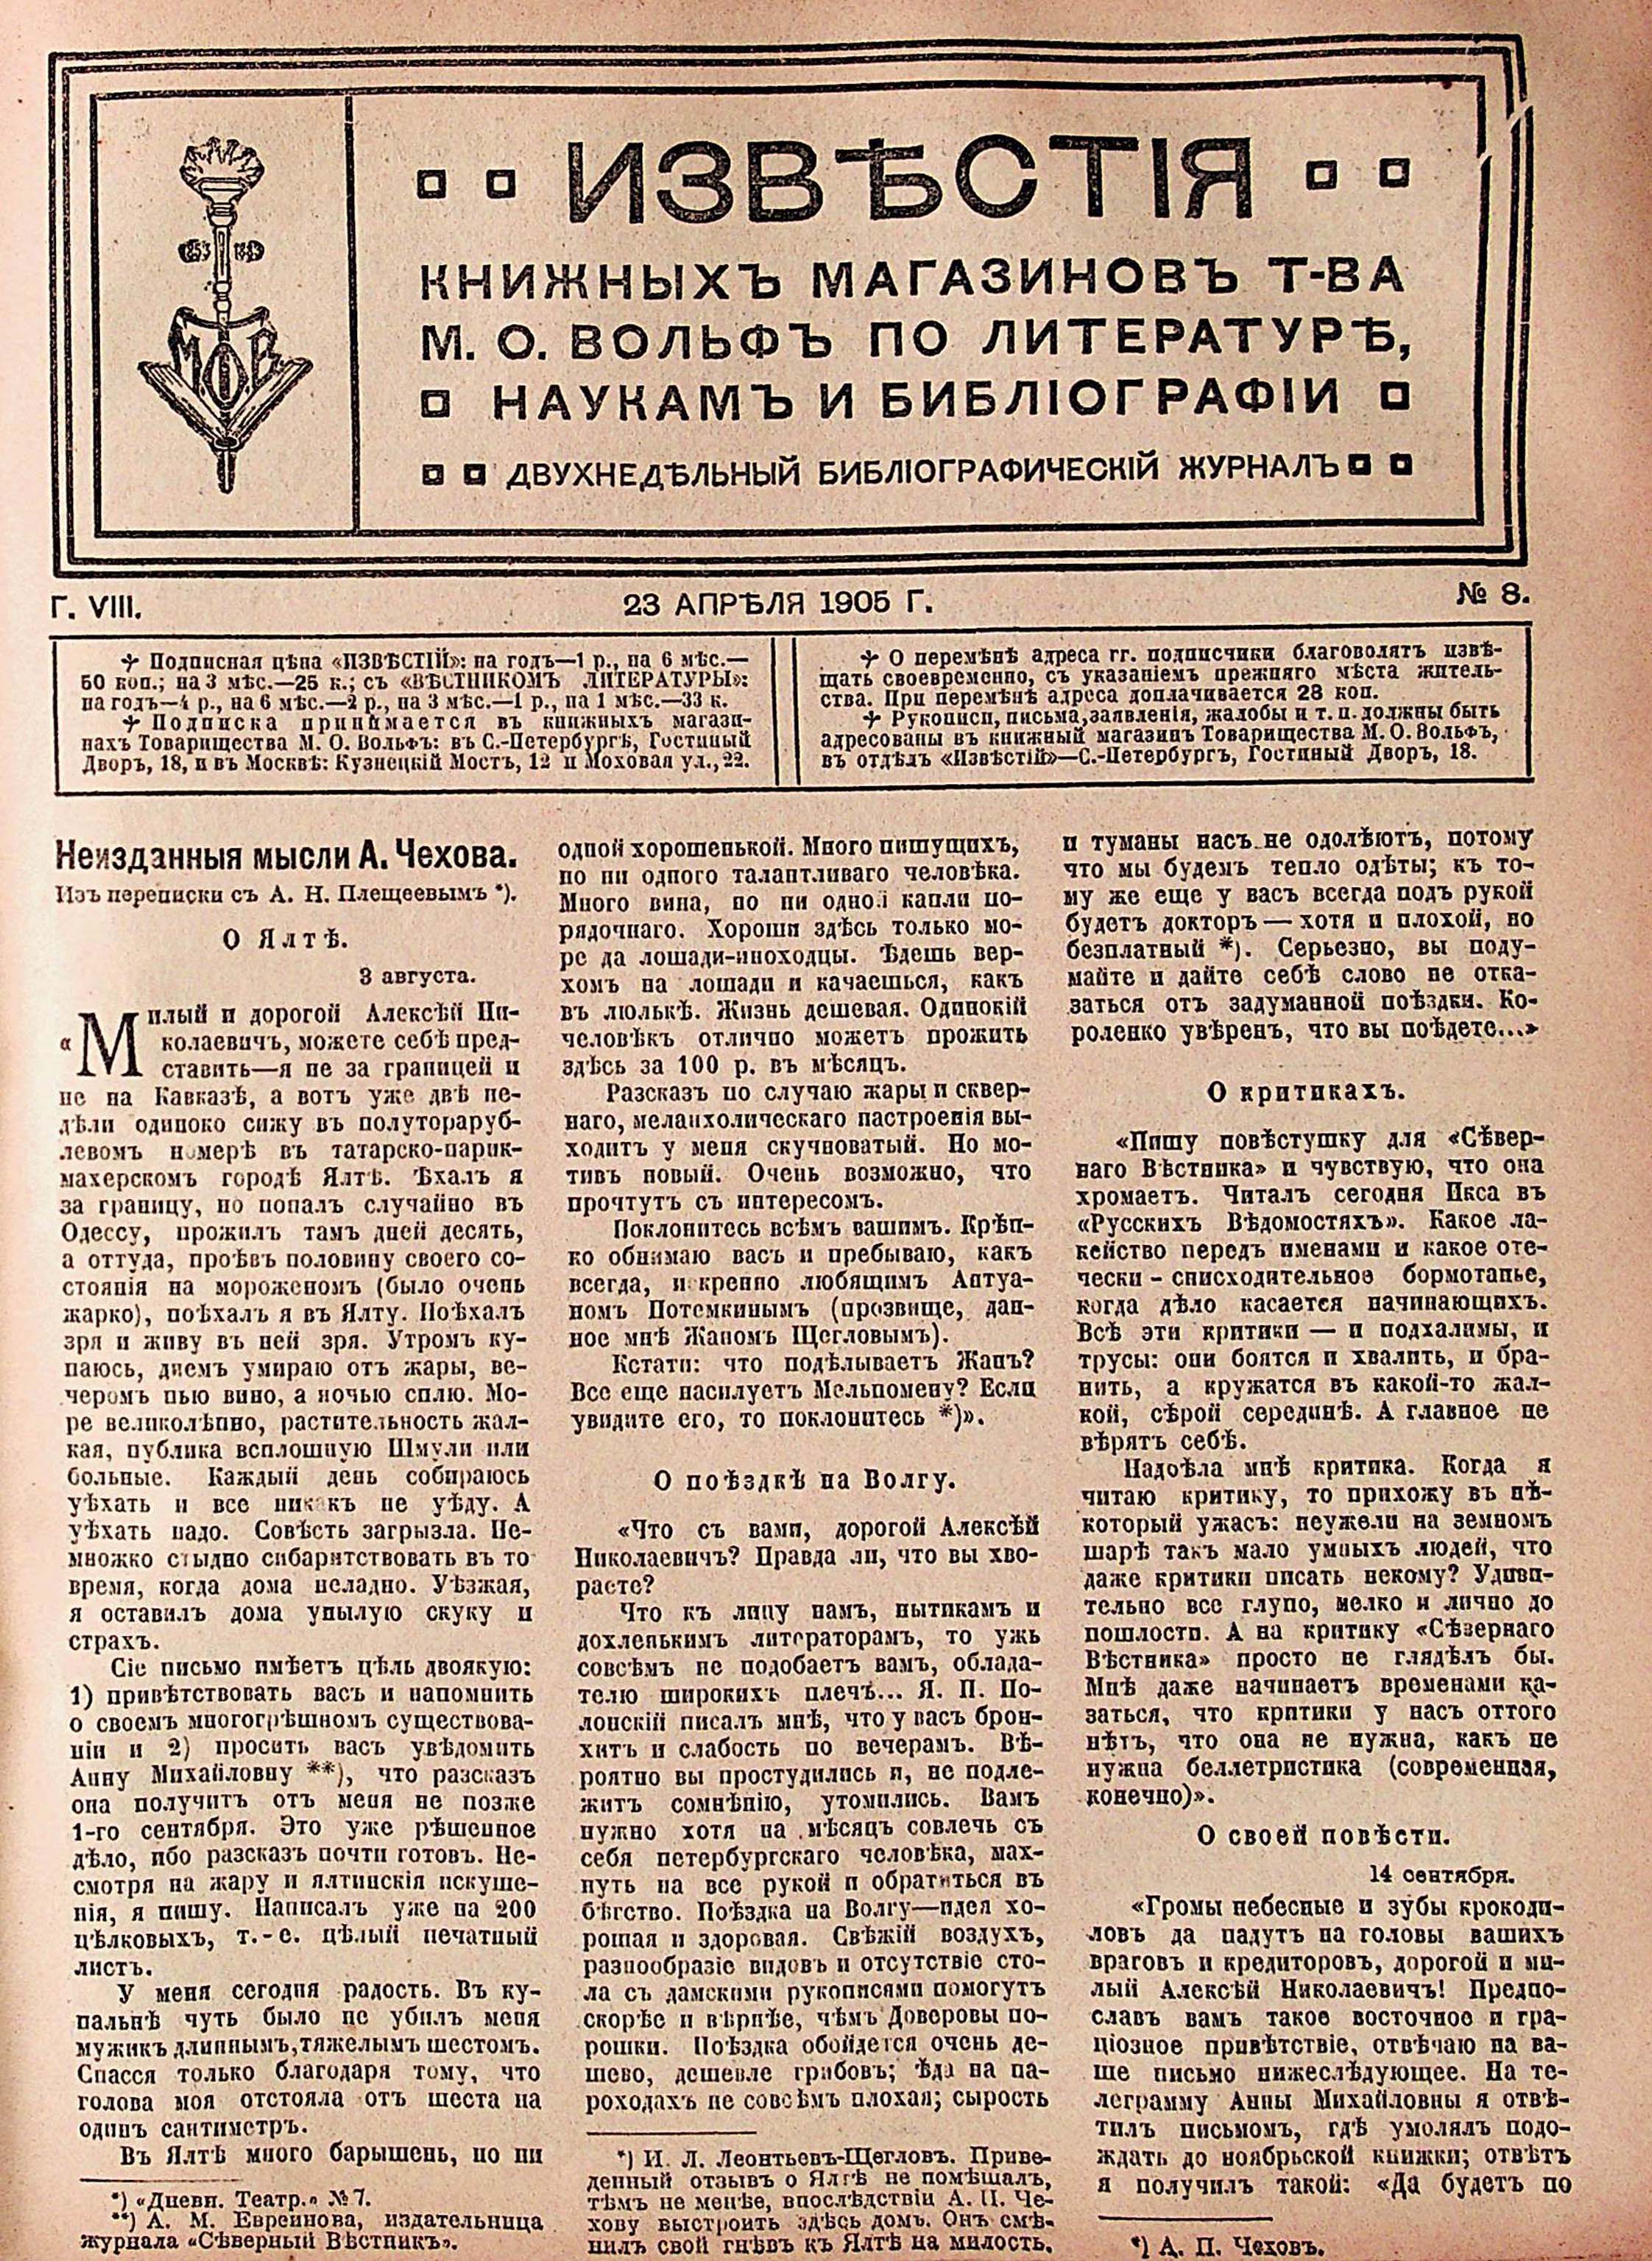 ИЗВѢСТІЯ
КНИЖНЫХЪ МАГАЗИНОВЪ Т-ВА
М. О. ВОЛЬФЪ ПО ЛИТЕРАТУРѢ,
НАУКАМЪ И БИБЛІОГРАФІИ
ДВУХНЕДѢЛЬНЫЙ БИБЛІОГРАФИЧЕСКІЙ ЖУРНАЛЪ
МОВ
Г. VIII.
23 АПРѢЛЯ 1905 Г.
№ 8.
Подписная цѣна «ИЗВѢСТІЙ»: на годъ—1 р., на 6 мѣс.—
50 коп.; на 3 мѣс.—25 к.; съ «ВѢСТНИКОМЪ ЛИТЕРАТУРЫ»:
на годъ—4 р., на 6 мѣс.—2 р., на 3 мѣс.—1 р., на 1 мѣс.—33 к.
Подписка принимается въ книжныхъ магази-
нахъ Товарищества М. О. Вольфъ: въ С.-Петербургѣ, Гостиный
Дворъ, 18, и въ Москвѣ: Кузнецкій Мостъ, 12 и Моховая ул., 22.
О перемѣнѣ адреса гг. подписчики благоволятъ извѣ-
щать своевременно, съ указаніемъ прежняго мѣста житель-
ства. При перемѣнѣ адреса доплачивается 28 коп.
Рукописи, письма, заявленія, жалобы и т. п. должны быть
адресованы въ книжный магазинъ Товарищества М. О. Вольфъ,
въ отдѣлъ «Извѣстій»—С.-Петербургъ, Гостиный Дворъ, 18.
Неизданныя мысли А. Чехова.
Изъ переписки съ А. Н. Плещеевымъ *).
О Ялтѣ.
3 августа.
«Милый и дорогой Алексѣй Ни-
колаевичъ, можете себѣ пред-
ставить—я не за границей и
не на Кавказѣ, а вотъ уже двѣ не-
дѣли одиноко сижу въ полутораруб-
левомъ номерѣ въ татарско-парик-
махерскомъ городѣ Ялтѣ. Ѣхалъ я
за границу, но попалъ случайно въ
Одессу, прожилъ тамъ дней десять,
а оттуда, проѣвъ половину своего со-
стоянія на мороженомъ (было очень
жарко), поѣхалъ я въ Ялту. Поѣхалъ
зря и живу въ ней зря. Утромъ ку-
паюсь, днемъ умираю отъ жары, ве-
черомъ пью вино, а ночью сплю. Мо-
ре великолѣпно, растительность жал-
кая, публика всплошную Шмули или
больные. Каждый день собираюсь
уѣхать и все никакъ не уѣду. А
уѣхать надо. Совѣсть загрызла. Не-
множко стыдно сибаритствовать въ то
время, когда дома неладно. Уѣзжая,
я оставилъ дома унылую скуку и
страхъ.
Сіе письмо имѣетъ цѣль двоякую:
1) привѣтствовать васъ и напомнить
о своемъ многогрѣшномъ существова-
ніи и 2) просить васъ увѣдомить
Анну Михайловну **), что разсказъ
она получитъ отъ меня не позже
1-го сентября. Это уже рѣшенное
дѣло, ибо разсказъ почти готовъ. Не-
смотря на жару и ялтинскія искуше-
нія, я пишу. Написалъ уже на 200
цѣлковыхъ, т.-е. цѣлый печатный
листъ.
У меня сегодня радость. Въ ку-
пальнѣ чуть было не убилъ меня
мужикъ длиннымъ, тяжелымъ шестомъ.
Спасся только благодаря тому, что
голова моя отстояла отъ шеста на
одинъ сантиметръ.
Въ Ялтѣ много барышень, но ни
*) «Дневн. Театр.» № 7.
**) А. М. Евреинова, издательница
журнала «Сѣверный Вѣстникъ».
одной хорошенькой. Много пишущихъ,
но ни одного талантливаго человѣка.
Много вина, но ни одной капли по-
рядочнаго. Хороши здѣсь только мо-
ре да лошади-иноходцы. Ѣдешь вер-
хомъ на лошади и качаешься, какъ
въ люлькѣ. Жизнь дешевая. Одинокій
человѣкъ отлично можетъ прожить
здѣсь за 100 р. въ мѣсяцъ.
Разсказъ по случаю жары и сквер-
наго, меланхолическаго настроенія вы-
ходитъ у меня скучноватый. Но мо-
тивъ новый. Очень возможно, что
прочтутъ съ интересомъ.
Поклонитесь всѣмъ вашимъ. Крѣп-
ко обнимаю васъ и пребываю, какъ
всегда, искренно любящимъ Антуа-
номъ Потемкинымъ (прозвище, дан-
ное мнѣ Жаномъ Щегловымъ).
Кстати: что подѣлываетъ Жанъ?
Все еще насилуетъ Мельпомену? Если
увидите его, то поклонитесь *)».
О поѣздкѣ на Волгу.
«Что съ вами, дорогой Алексѣй
Николаевичъ? Правда ли, что вы хво-
раете?
Что къ лицу намъ, нытикамъ и
дохленькимъ литераторамъ, то ужь
совсѣмъ не подобаетъ вамъ, облада-
телю широкихъ плечъ... Я. П. По-
лонскій писалъ мнѣ, что у васъ брон-
хитъ и слабость по вечерамъ. Вѣ-
роятно вы простудились и, не подле-
житъ сомнѣнію, утомились. Вамъ
нужно хотя на мѣсяцъ совлечь съ
себя петербургскаго человѣка, мах-
нуть на все рукой и обратиться въ
бѣгство. Поѣздка на Волгу—идея хо-
рошая и здоровая. Свѣжій воздухъ,
разнообразіе видовъ и отсутствіе сто-
ла съ дамскими рукописями помогутъ
скорѣе и вѣрнѣе, чѣмъ Доверовы по-
рошки. Поѣздка обойдется очень де-
шево, дешевле грибовъ; ѣда на па-
роходахъ не совсѣмъ плохая; сырость
*) И. Л. Леонтьевъ-Щегловъ. Приве-
денный отзывъ о Ялтѣ не помѣшалъ,
тѣмъ не менѣе, впослѣдствіи А. П. Че-
хову выстроить здѣсь домъ. Онъ смѣ-
нилъ свой гнѣвъ къ Ялтѣ на милость.
и туманы насъ не одолѣютъ, потому
что мы будемъ тепло одѣты; къ то-
му же еще у васъ всегда подъ рукой
будетъ докторъ — хотя и плохой, но
безплатный *). Серьезно, вы поду-
майте и дайте себѣ слово не отка-
заться отъ задуманной поѣздки. Ко-
роленко увѣренъ, что вы поѣдете...»
О критикахъ.
«Пишу повѣстушку для «Сѣвер-
наго Вѣстника» и чувствую, что она
хромаетъ. Читалъ сегодня Икса въ
«Русскихъ Вѣдомостяхъ». Какое ла-
кейство передъ именами и какое оте-
чески - снисходительное бормотанье,
когда дѣло касается начинающихъ.
Всѣ эти критики — и подхалимы, и
трусы: они боятся и хвалить, и бра-
нить, а кружатся въ какой-то жал-
кой, сѣрой серединѣ. А главное не
вѣрятъ себѣ.
Надоѣла мнѣ критика. Когда я
читаю критику, то прихожу въ нѣ-
который ужасъ: неужели на земномъ
шарѣ такъ мало умныхъ людей, что
даже критики писать некому? Удиви-
тельно все глупо, мелко и лично до
пошлости. А на критику «Сѣвернаго
Вѣстника» просто не глядѣлъ бы.
Мнѣ даже начинаетъ временами ка-
заться, что критики у насъ оттого
нѣтъ, что она не нужна, какъ не
нужна беллетристика (современная,
конечно)».
О своей повѣсти.
14 сентября.
«Громы небесные и зубы крокоди-
ловъ да падутъ на головы вашихъ
враговъ и кредиторовъ, дорогой и ми-
лый Алексѣй Николаевичъ! Предпо-
славъ вамъ такое восточное и гра-
ціозное привѣтствіе, отвѣчаю на ва-
ше письмо нижеслѣдующее. На те-
леграмму Анны Михайловны я отвѣ-
тилъ письмомъ, гдѣ умолялъ подо-
ждать до ноябрьской книжки; отвѣтъ
я получилъ такой: «Да будетъ по
*) А. П. Чеховъ.